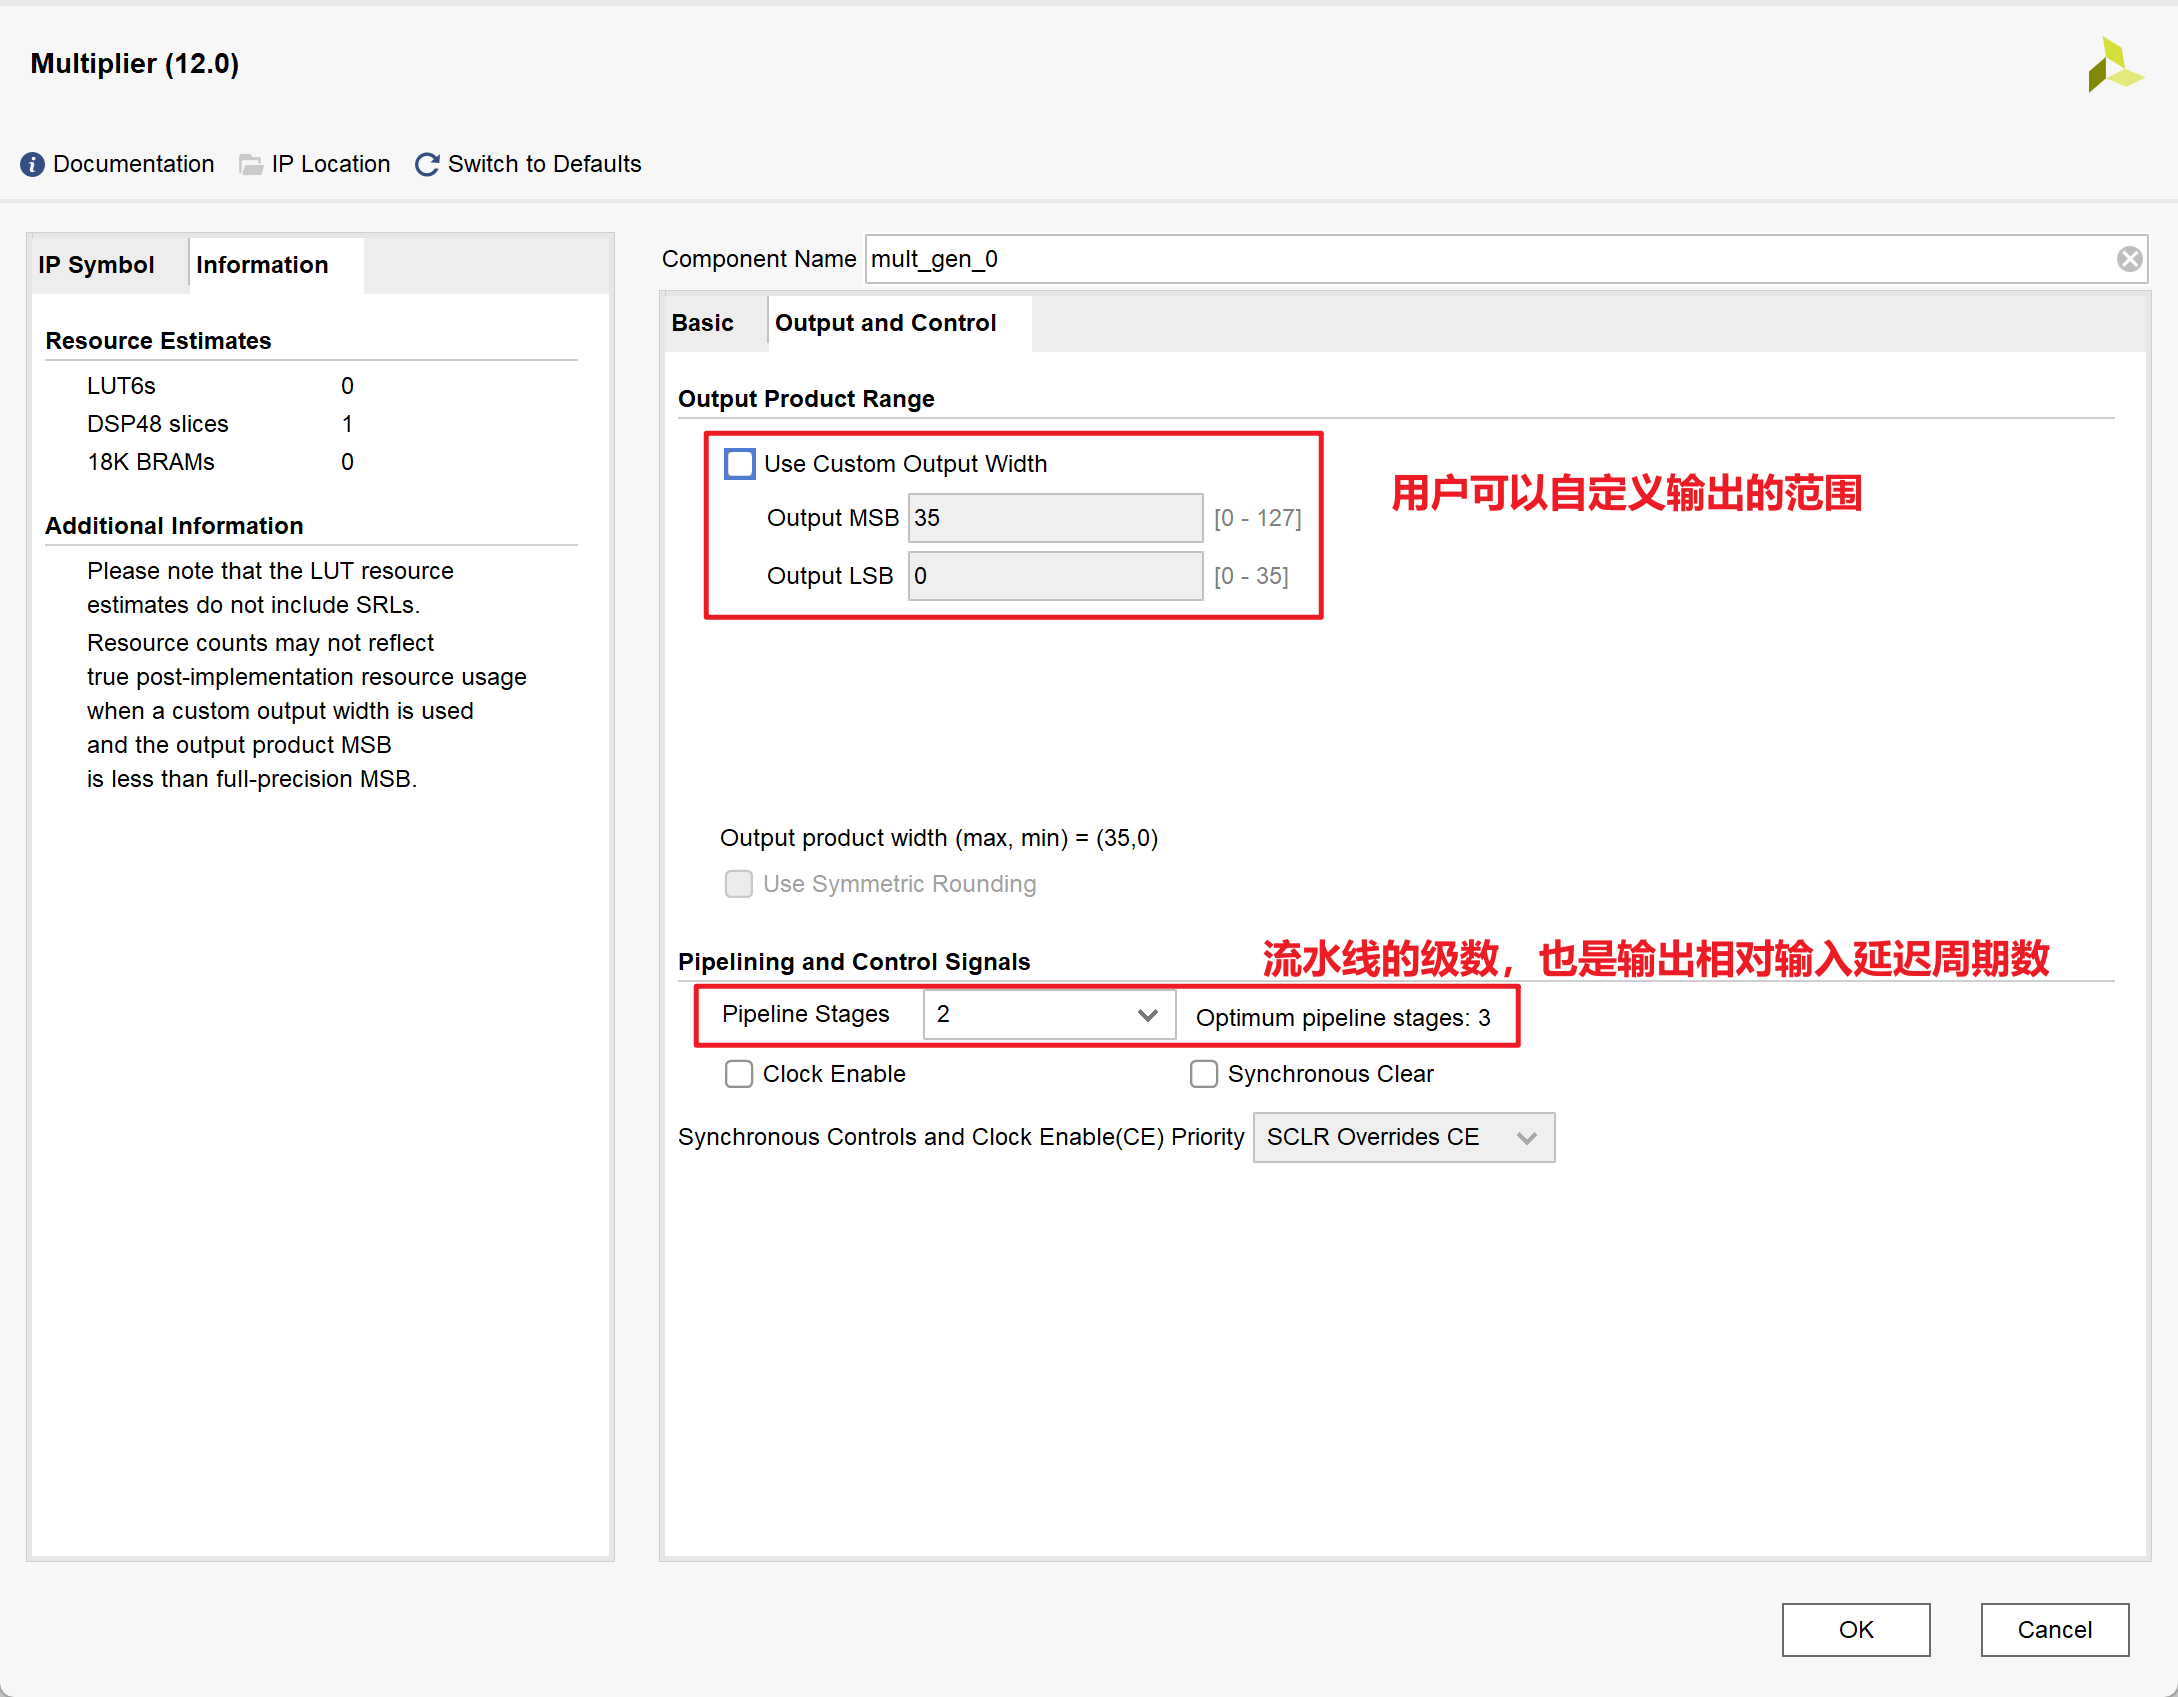 Multiplier (12.0)
Documentation IP Location Switch to Defaults
IP Symbol Information
Resource Estimates
LUT6s 0
DSP48 slices 1
18K BRAMs 0
Additional Information
Please note that the LUT resource
estimates do not include SRLs.
Resource counts may not reflect
true post-implementation resource usage
when a custom output width is used
and the output product MSB
is less than full-precision MSB.
Component Name mult_gen_0
Basic Output and Control
Output Product Range
Use Custom Output Width
用户可以自定义输出的范围
Output MSB 35 [0 - 127]
Output LSB 0 [0 - 35]
Output product width (max, min) = (35,0)
Use Symmetric Rounding
Pipelining and Control Signals
流水线的级数，也是输出相对输入延迟周期数
Pipeline Stages 2 Optimum pipeline stages: 3
Clock Enable Synchronous Clear
Synchronous Controls and Clock Enable(CE) Priority SCLR Overrides CE
OK Cancel